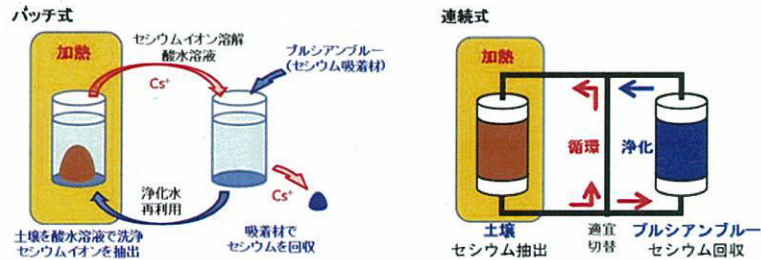 バッチ式
加熱
セシウムイオン溶解
酸水溶液
Cs⁺
プルシアンブルー
(セシウム吸着材)
浄化水
再利用
Cs⁺
土壌を酸水溶液で洗浄
セシウムイオンを抽出
吸着材で
セシウムを回収
連続式
加熱
循環
浄化
土壌
セシウム抽出
適宜
切替
プルシアンブルー
セシウム回収